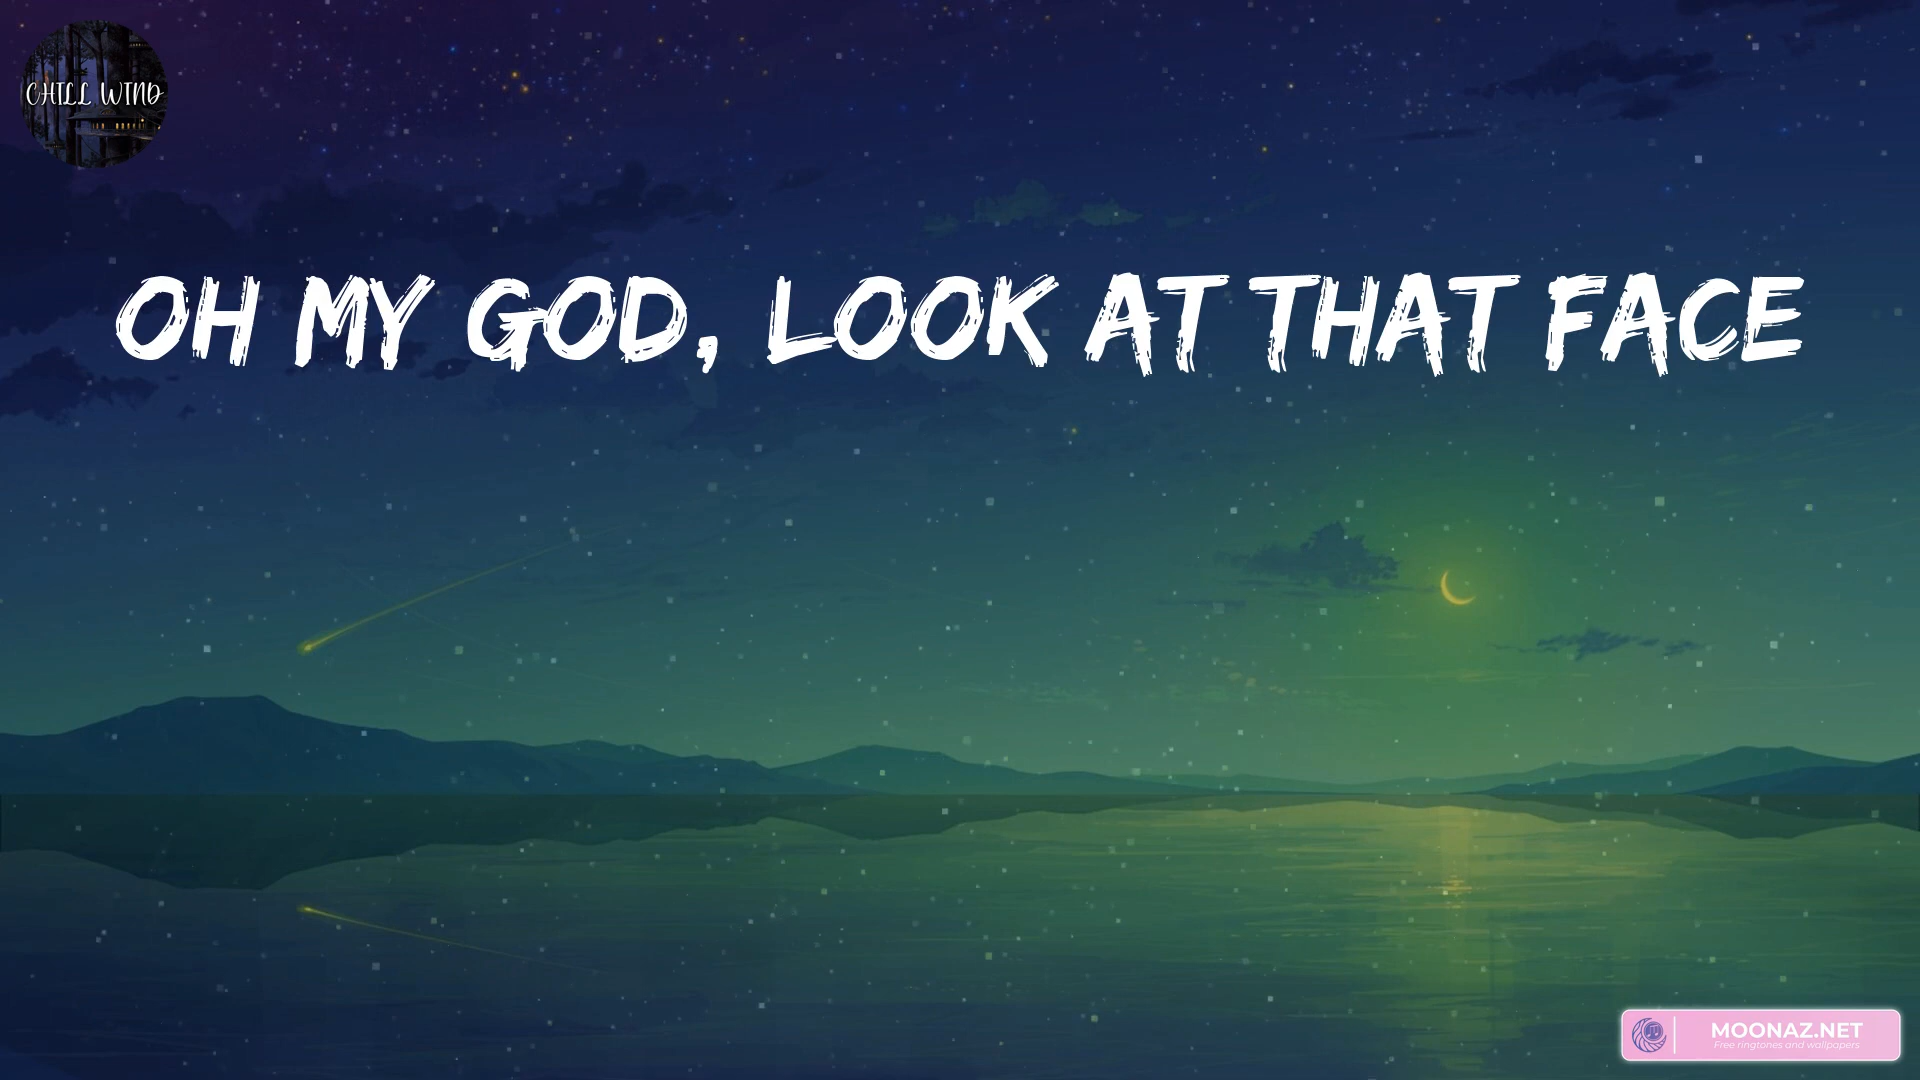 CHILL WIND
OH MY GOD, LOOK AT THAT FACE
MOONAZ.NET
Free ringtones and wallpapers